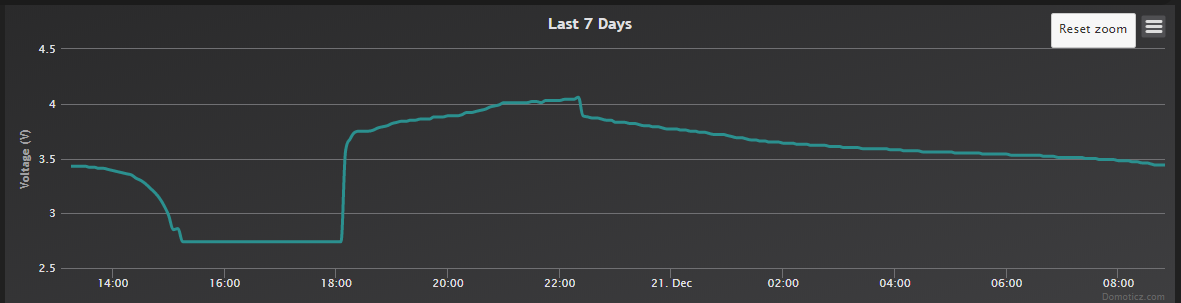 Last 7 Days
Reset zoom
Voltage (V)
4.5
4
3.5
3
2.5
14:00 16:00 18:00 20:00 22:00 21. Dec 02:00 04:00 06:00 08:00
Domoticz.com